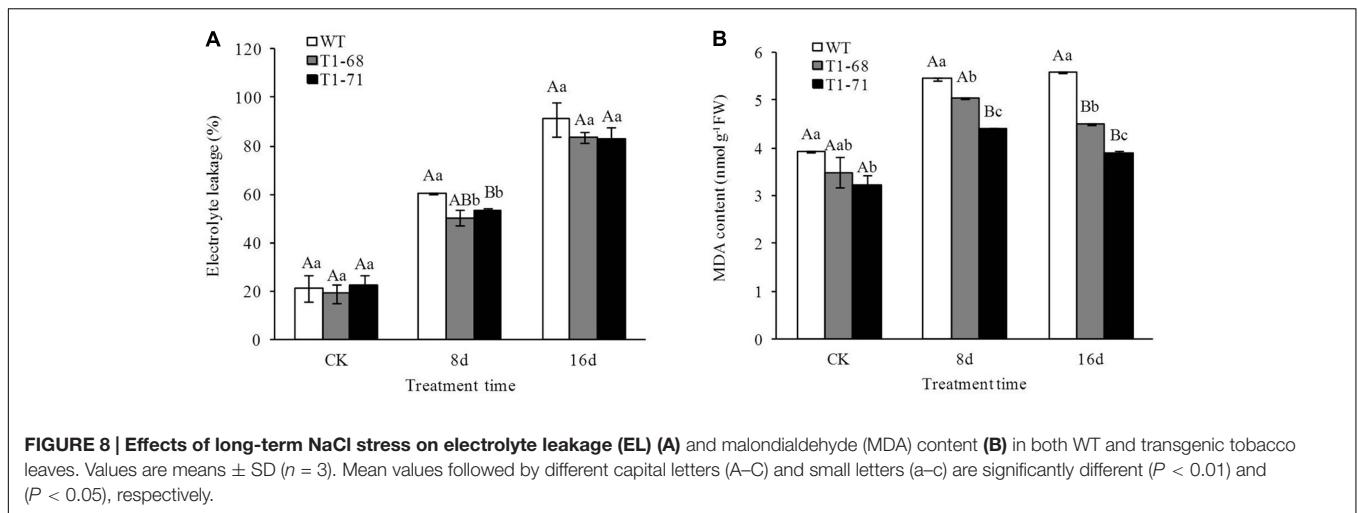 A
120
100
80
60
40
20
0
Electrolyte leakage (%)
WT
T1-68
T1-71
Aa Aa Aa
Aa ABb Bb
Aa Aa Aa
CK 8d 16d
Treatment time
B
6
5
4
3
2
1
0
MDA content (nmol g⁻¹FW)
WT
T1-68
T1-71
Aa Aab Ab
Aa Ab Bc
Aa Bb Bc
CK 8d 16d
Treatment time
FIGURE 8 | Effects of long-term NaCl stress on electrolyte leakage (EL) (A) and malondialdehyde (MDA) content (B) in both WT and transgenic tobacco
leaves. Values are means ± SD (n = 3). Mean values followed by different capital letters (A–C) and small letters (a–c) are significantly different (P < 0.01) and
(P < 0.05), respectively.